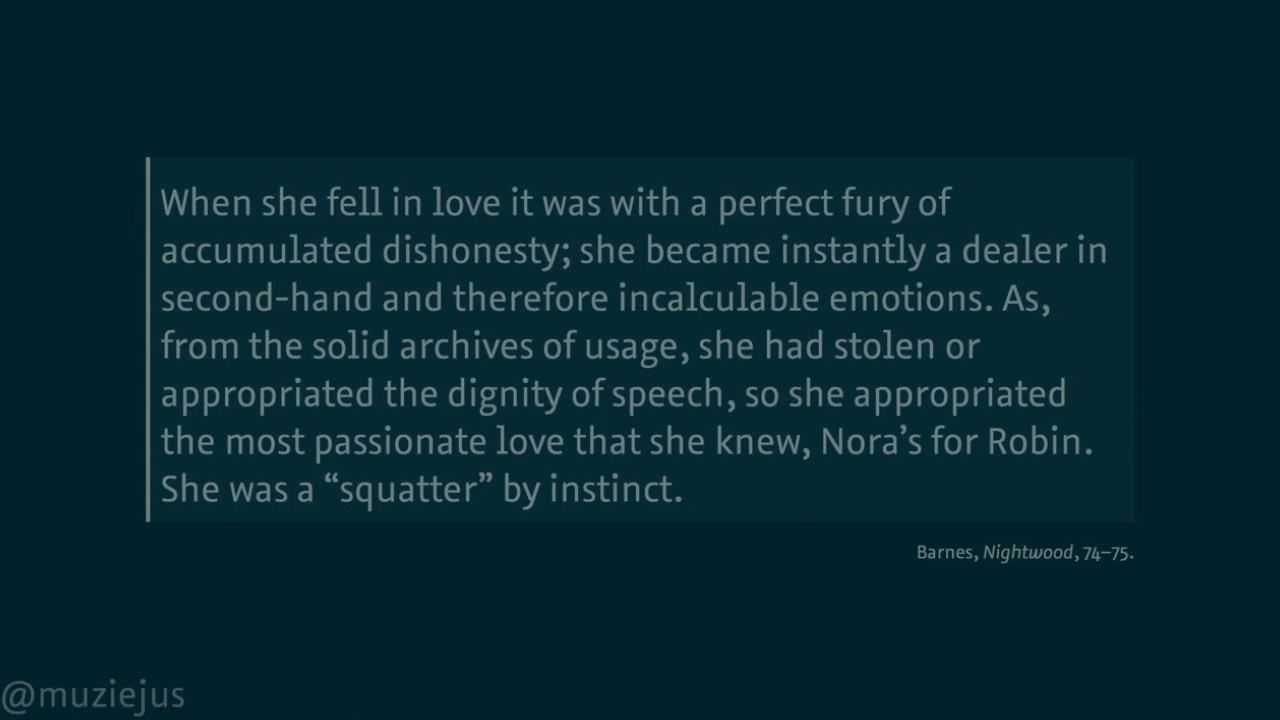 When she fell in love it was with a perfect fury of
accumulated dishonesty; she became instantly a dealer in
second-hand and therefore incalculable emotions. As,
from the solid archives of usage, she had stolen or
appropriated the dignity of speech, so she appropriated
the most passionate love that she knew, Nora’s for Robin.
She was a “squatter” by instinct.
Barnes, Nightwood, 74–75.
@muziejus